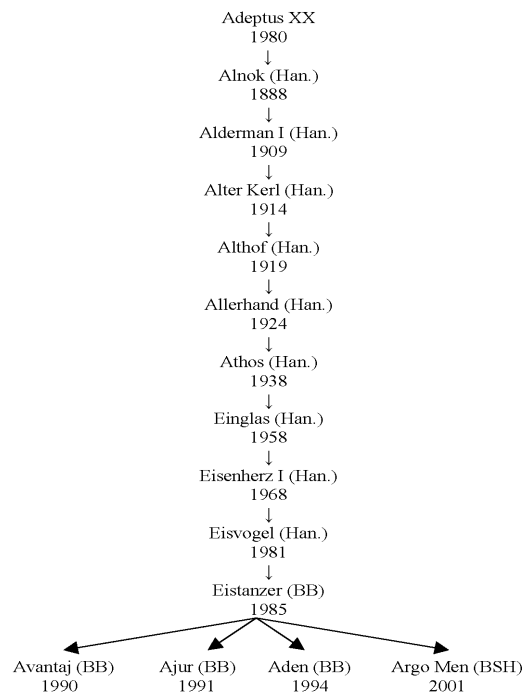 Adeptus XX
1980
↓
Alnok (Han.)
1888
↓
Alderman I (Han.)
1909
↓
Alter Kerl (Han.)
1914
↓
Althof (Han.)
1919
↓
Allerhand (Han.)
1924
↓
Athos (Han.)
1938
↓
Einglas (Han.)
1958
↓
Eisenherz I (Han.)
1968
↓
Eisvogel (Han.)
1981
↓
Eistanzer (BB)
1985
Avantaj (BB) Ajur (BB) Aden (BB) Argo Men (BSH)
1990 1991 1994 2001